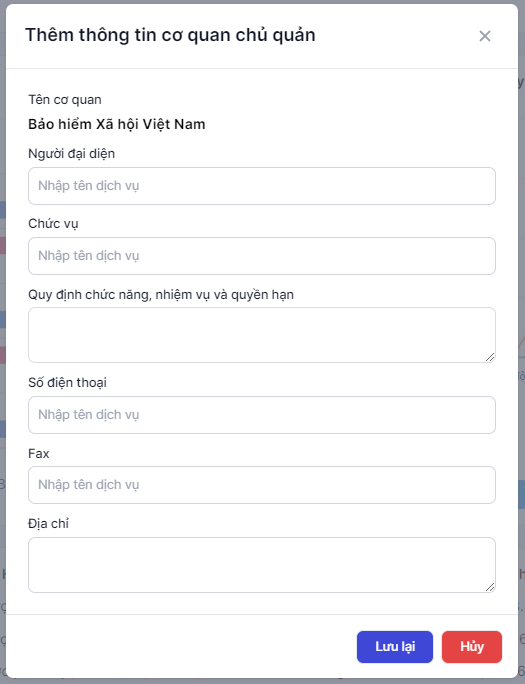 Thêm thông tin cơ quan chủ quản
Tên cơ quan
Bảo hiểm Xã hội Việt Nam
Người đại diện
Nhập tên dịch vụ
Chức vụ
Nhập tên dịch vụ
Quy định chức năng, nhiệm vụ và quyền hạn
Số điện thoại
Nhập tên dịch vụ
Fax
Nhập tên dịch vụ
Địa chỉ
Lưu lại
Hủy